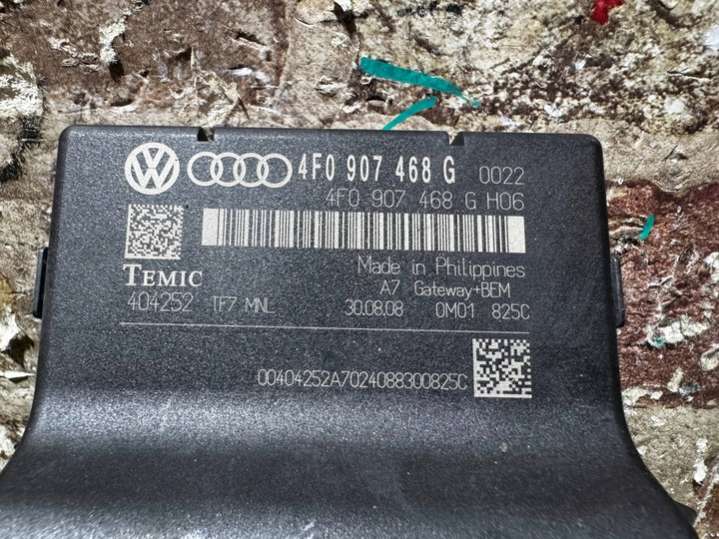 4F0 907 468 G 0022
4F0 907 468 G H06
TEMIC
Made in Philippines
A7 Gateway+BEM
404252 TF7 MNL 30.08.08 0M01 825C
00404252A7024088300825C